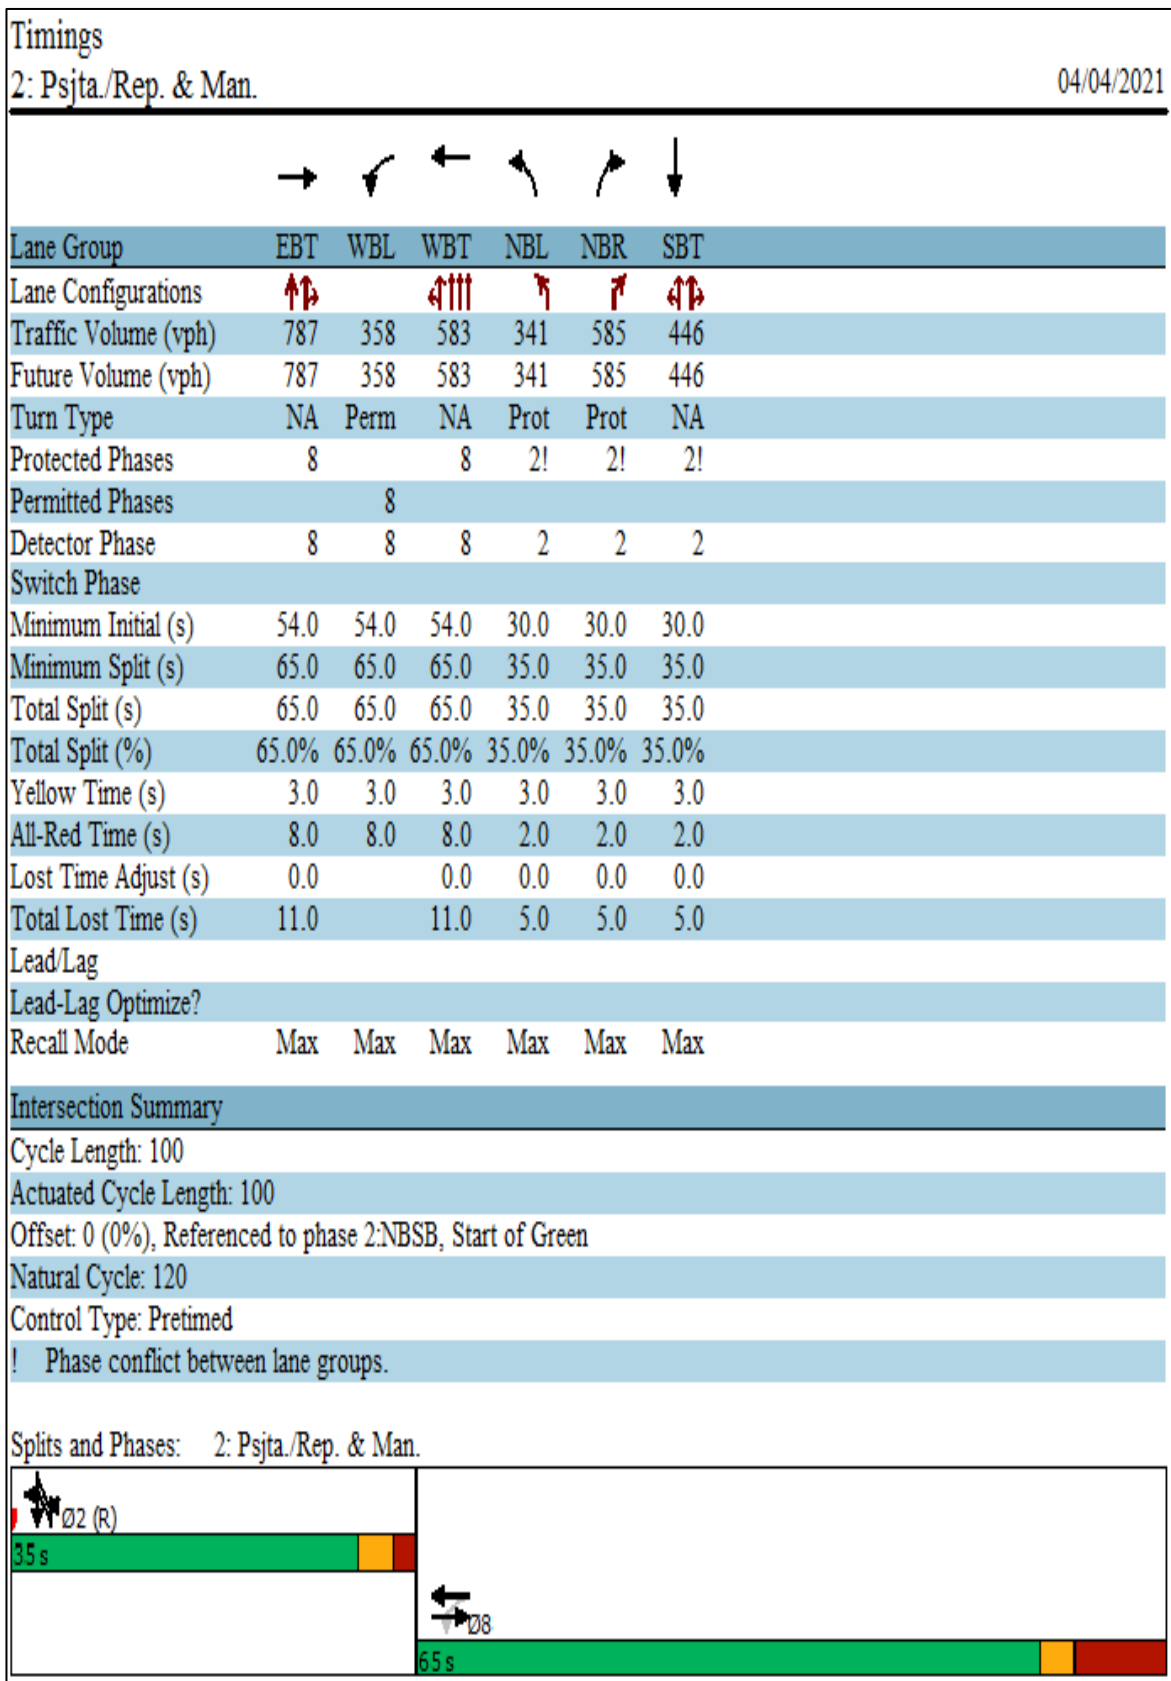 Timings
2: Psjta./Rep. & Man. 04/04/2021
Lane Group EBT WBL WBT NBL NBR SBT
Lane Configurations
Traffic Volume (vph) 787 358 583 341 585 446
Future Volume (vph) 787 358 583 341 585 446
Turn Type NA Perm NA Prot Prot NA
Protected Phases 8 8 2! 2! 2!
Permitted Phases 8
Detector Phase 8 8 8 2 2 2
Switch Phase
Minimum Initial (s) 54.0 54.0 54.0 30.0 30.0 30.0
Minimum Split (s) 65.0 65.0 65.0 35.0 35.0 35.0
Total Split (s) 65.0 65.0 65.0 35.0 35.0 35.0
Total Split (%) 65.0% 65.0% 65.0% 35.0% 35.0% 35.0%
Yellow Time (s) 3.0 3.0 3.0 3.0 3.0 3.0
All-Red Time (s) 8.0 8.0 8.0 2.0 2.0 2.0
Lost Time Adjust (s) 0.0 0.0 0.0 0.0 0.0
Total Lost Time (s) 11.0 11.0 5.0 5.0 5.0
Lead/Lag
Lead-Lag Optimize?
Recall Mode Max Max Max Max Max Max
Intersection Summary
Cycle Length: 100
Actuated Cycle Length: 100
Offset: 0 (0%), Referenced to phase 2:NBSB, Start of Green
Natural Cycle: 120
Control Type: Pretimed
! Phase conflict between lane groups.
Splits and Phases: 2: Psjta./Rep. & Man.
Ø2 (R)
35 s
Ø8
65 s